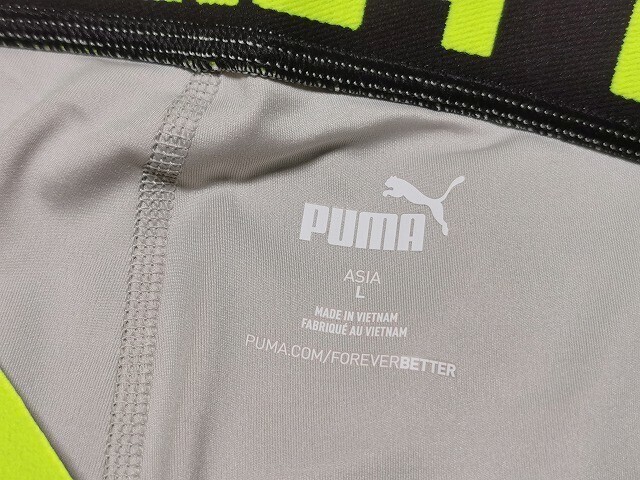 PUMA
ASIA
L
MADE IN VIETNAM
FABRIQUÉ AU VIETNAM
PUMA.COM/FOREVERBETTER